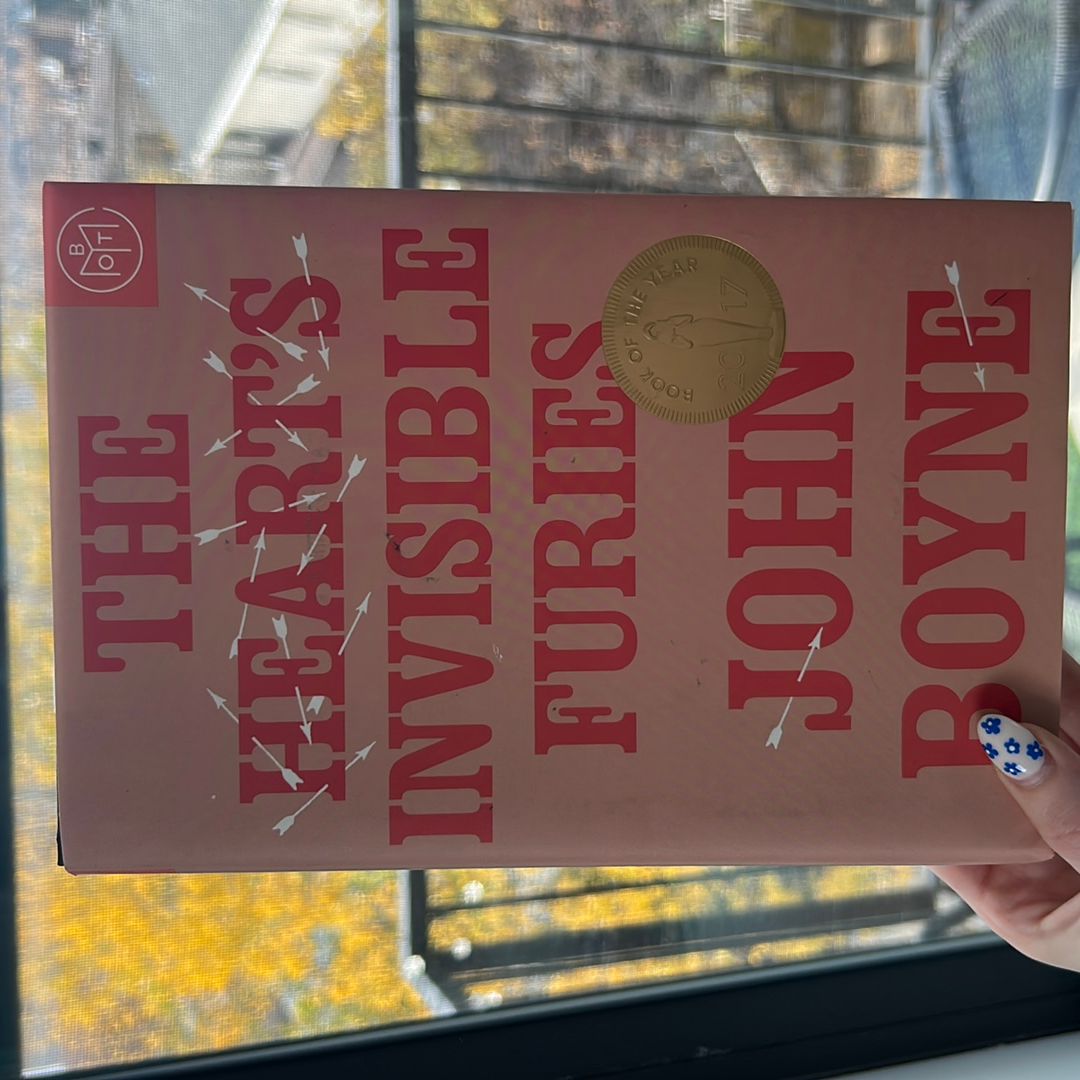 BOTM
THE
HEART'S
INVISIBLE
FURIES
BOOK OF THE YEAR
2017
JOHN
BOYNE